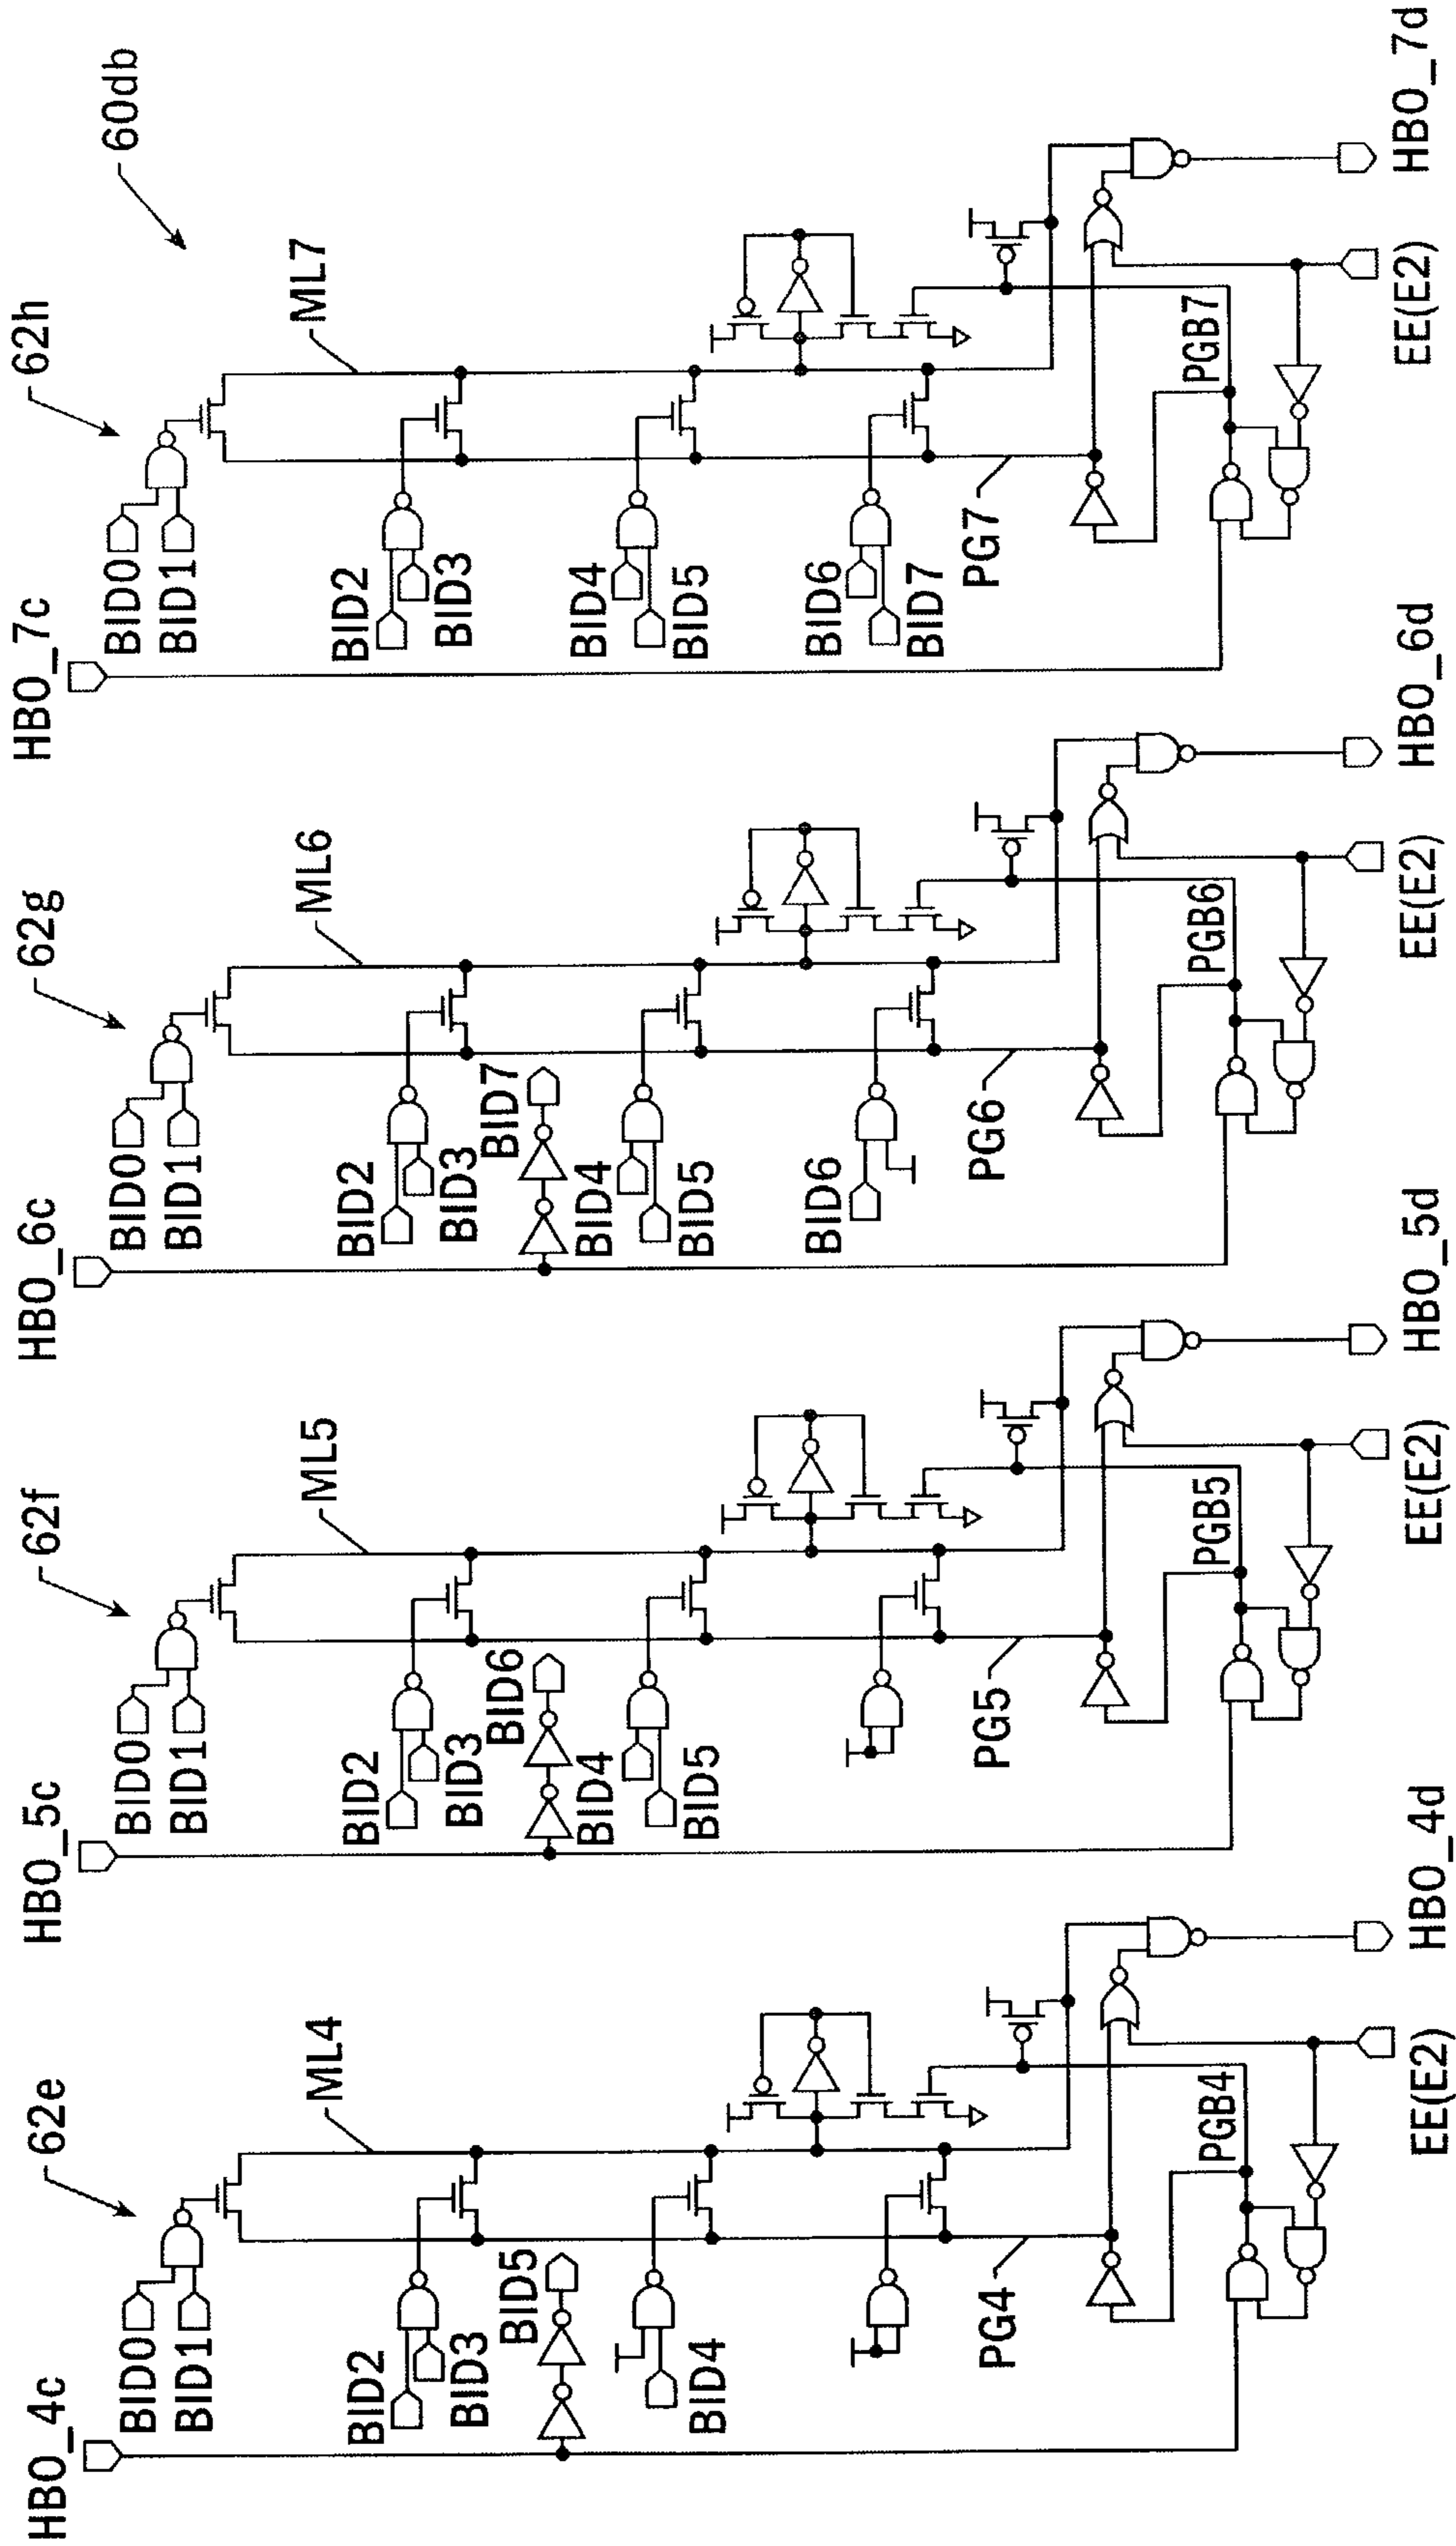 60db
62h
ML7
HBO_7c
BID0
BID1
BID2
BID3
BID4
BID5
BID6
BID7
PG7
PGB7
EE(E2)
HBO_7d
62g
ML6
HBO_6c
BID0
BID1
BID2
BID3
BID7
BID4
BID5
BID6
PG6
PGB6
EE(E2)
HBO_6d
62f
ML5
HBO_5c
BID0
BID1
BID2
BID3
BID6
BID4
BID5
PG5
PGB5
EE(E2)
HBO_5d
62e
ML4
HBO_4c
BID0
BID1
BID2
BID3
BID5
BID4
PG4
PGB4
EE(E2)
HBO_4d